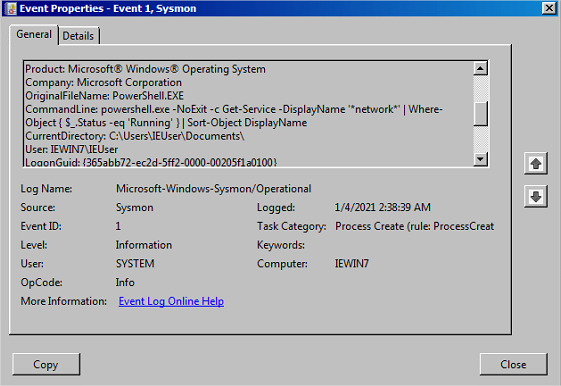 Event Properties - Event 1, Sysmon
General Details
Product: Microsoft® Windows® Operating System
Company: Microsoft Corporation
OriginalFileName: PowerShell.EXE
CommandLine: powershell.exe -NoExit -c Get-Service -DisplayName '*network*' | Where-
Object { $_.Status -eq 'Running' } | Sort-Object DisplayName
CurrentDirectory: C:\Users\IEUser\Documents\
User: IEWIN7\IEUser
LogonGuid: {365abb72-ec2d-5ff2-0000-00205f1a0100}
Log Name: Microsoft-Windows-Sysmon/Operational
Source: Sysmon Logged: 1/4/2021 2:38:39 AM
Event ID: 1 Task Category: Process Create (rule: ProcessCreat
Level: Information Keywords:
User: SYSTEM Computer: IEWIN7
OpCode: Info
More Information: Event Log Online Help
Copy Close